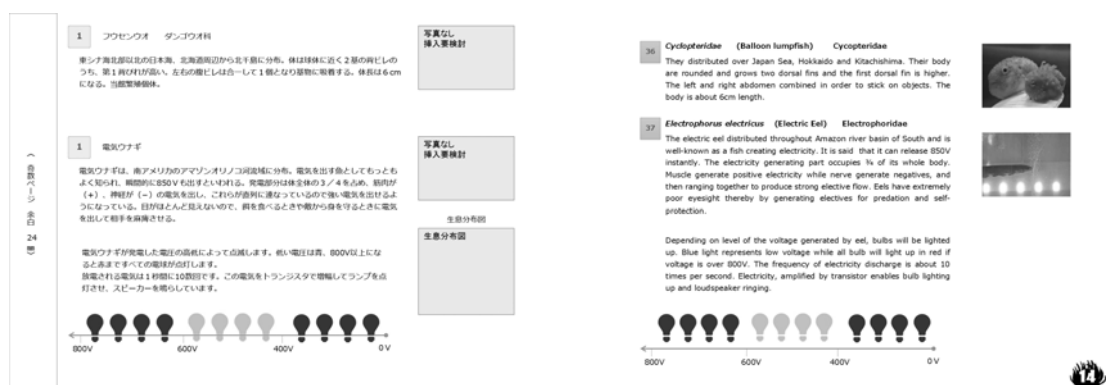 1 フウセンウオ ダンゴウオ科
東シナ海北部以北の日本海、北海道周辺から北千島に分布。体は球体に近く2基の背ビレの
うち、第1背びれが高い。左右の腹ビレは合一して1個となり基物に吸着する。体長は6cm
になる。当館繁殖個体。
写真なし
挿入要検討
1 電気ウナギ
電気ウナギは、南アメリカのアマゾンオリノコ河流域に分布。電気を出す魚としてもっとも
よく知られ、瞬間的に850Vも出すといわれる。発電部分は体全体の3/4を占め、筋肉が
(+)、神経が(-)の電気を出し、これらが直列に連なっているので強い電気を出せるよ
うになっている。目がほとんど見えないので、餌を食べるときや敵から身を守るときに電気
を出して相手を麻痺させる。
写真なし
挿入要検討
生息分布図
生息分布図
電気ウナギが発電した電圧の高低によって点滅します。低い電圧は青、800V以上にな
ると赤まですべての電球が点灯します。
放電される電気は1秒間に10数回です。この電気をトランジスタで増幅してランプを点
灯させ、スピーカーを鳴らしています。
800V 600V 400V 0V
(奇数ページ 余白 24mm)
36 Cyclopteridae (Balloon lumpfish) Cycopteridae
They distributed over Japan Sea, Hokkaido and Kitachishima. Their body
are rounded and grows two dorsal fins and the first dorsal fin is higher.
The left and right abdomen combined in order to stick on objects. The
body is about 6cm length.
37 Electrophorus electricus (Electric Eel) Electrophoridae
The electric eel distributed throughout Amazon river basin of South and is
well-known as a fish creating electricity. It is said that it can release 850V
instantly. The electricity generating part occupies ¾ of its whole body.
Muscle generate positive electricity while nerve generate negatives, and
then ranging together to produce strong elective flow. Eels have extremely
poor eyesight thereby by generating electives for predation and self-
protection.
Depending on level of the voltage generated by eel, bulbs will be lighted
up. Blue light represents low voltage while all bulb will light up in red if
voltage is over 800V. The frequency of electricity discharge is about 10
times per second. Electricity, amplified by transistor enables bulb lighting
up and loudspeaker ringing.
800V 600V 400V 0V
14